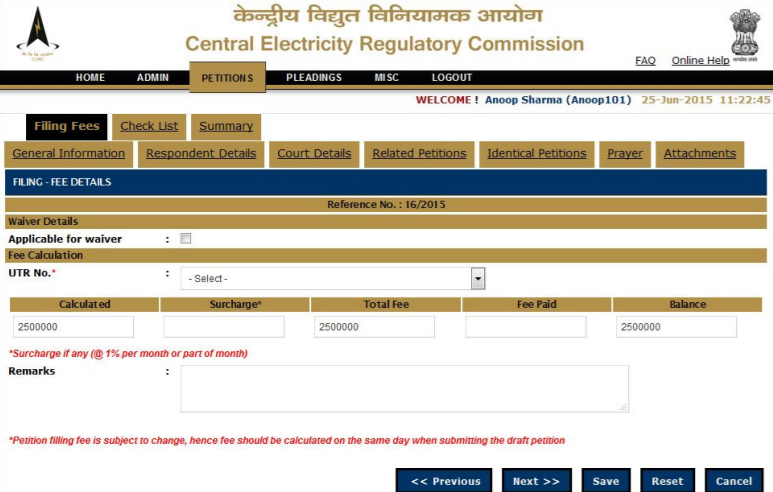 केन्द्रीय विद्युत विनियामक आयोग
Central Electricity Regulatory Commission
CERC
सत्यमेव जयते
FAQ Online Help
HOME ADMIN PETITIONS PLEADINGS MISC LOGOUT
WELCOME ! Anoop Sharma (Anoop101) 25-Jun-2015 11:22:45
Filing Fees Check List Summary
General Information Respondent Details Court Details Related Petitions Identical Petitions Prayer Attachments
FILING - FEE DETAILS
Reference No. : 16/2015
Waiver Details
Applicable for waiver :
Fee Calculation
UTR No.* : - Select -
Calculated Surcharge* Total Fee Fee Paid Balance
2500000 2500000 2500000
*Surcharge if any (@ 1% per month or part of month)
Remarks :
*Petition filling fee is subject to change, hence fee should be calculated on the same day when submitting the draft petition
<< Previous Next >> Save Reset Cancel